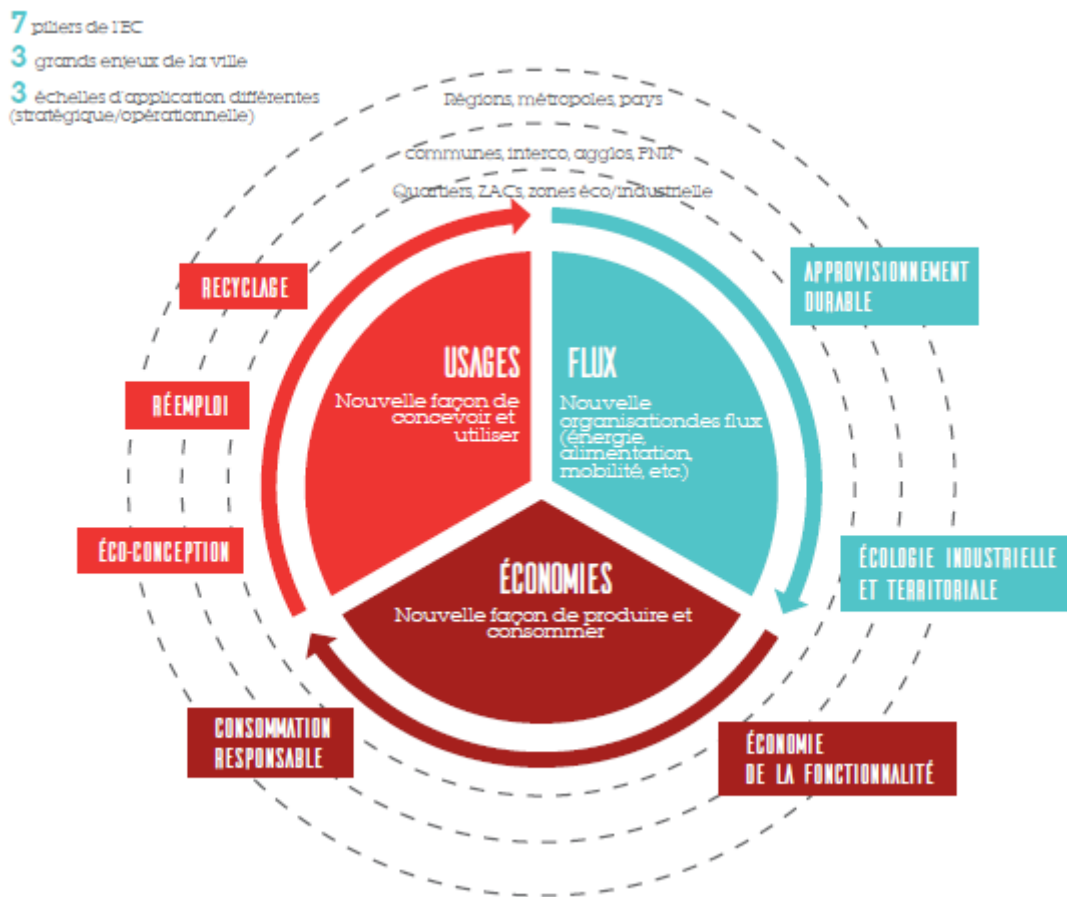 7 piliers de l'EC
3 grands enjeux de la ville
3 échelles d'application différentes
(stratégique/opérationnelle)
Régions, métropoles, pays
communes, interco, agglos, PNR
Quartiers, ZACs, zones éco/industrielle
RECYCLAGE
APPROVISIONNEMENT
DURABLE
USAGES
Nouvelle façon de
concevoir et
utiliser
FLUX
Nouvelle
organisationdes flux
(énergie,
alimentation,
mobilité, etc.)
RÉEMPLOI
ÉCO-CONCEPTION
ÉCOLOGIE INDUSTRIELLE
ET TERRITORIALE
ÉCONOMIES
Nouvelle façon de produire et
consommer
CONSOMMATION
RESPONSABLE
ÉCONOMIE
DE LA FONCTIONNALITÉ